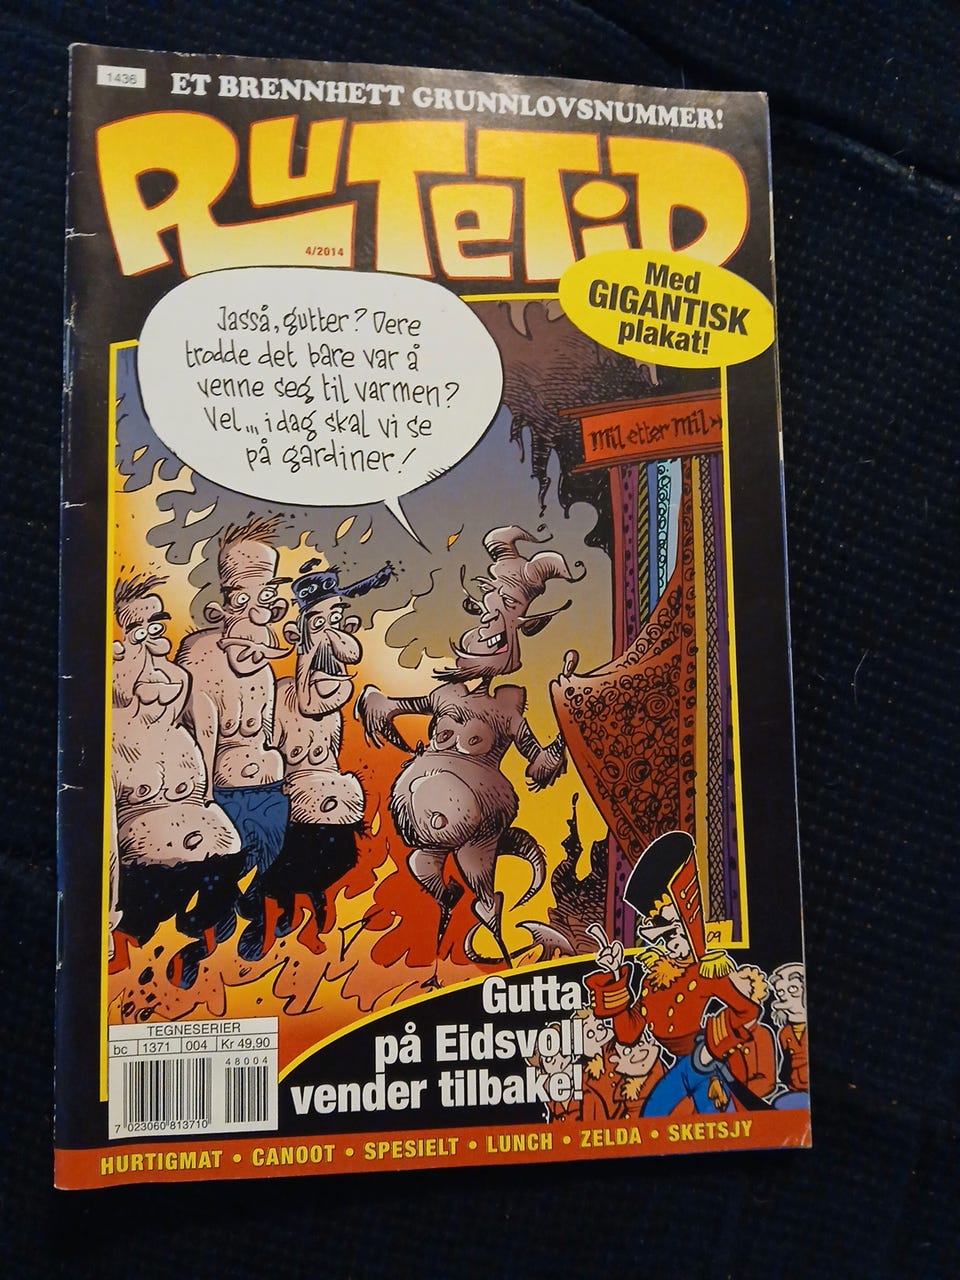 1436
ET BRENNHETT GRUNNLOVSNUMMER!
RUTETID
4/2014
Med
GIGANTISK
plakat!
Jasså, gutter? Dere
trodde det bare var å
venne seg til varmen?
Vel... i dag skal vi se
på gardiner!
mil etter mil
09
Gutta
på Eidsvoll
vender tilbake!
TEGNESERIER
bc 1371 004 Kr 49,90
48004
7 023060 813710
HURTIGMAT • CANOOT • SPESIELT • LUNCH • ZELDA • SKETSJY